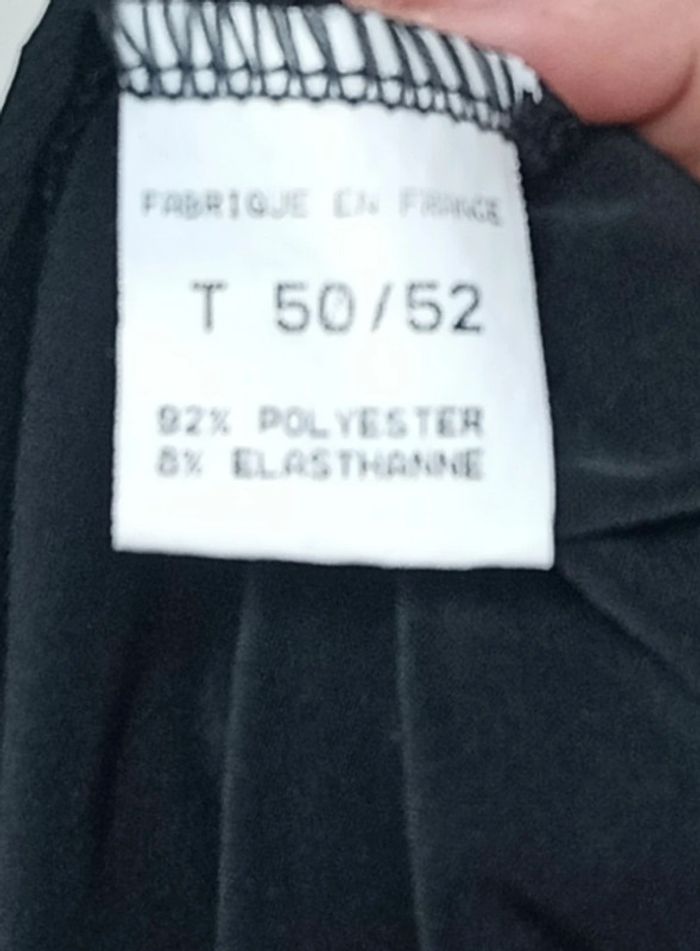 FABRIQUE EN FRANCE
T 50/52
92% POLYESTER
8% ELASTHANNE